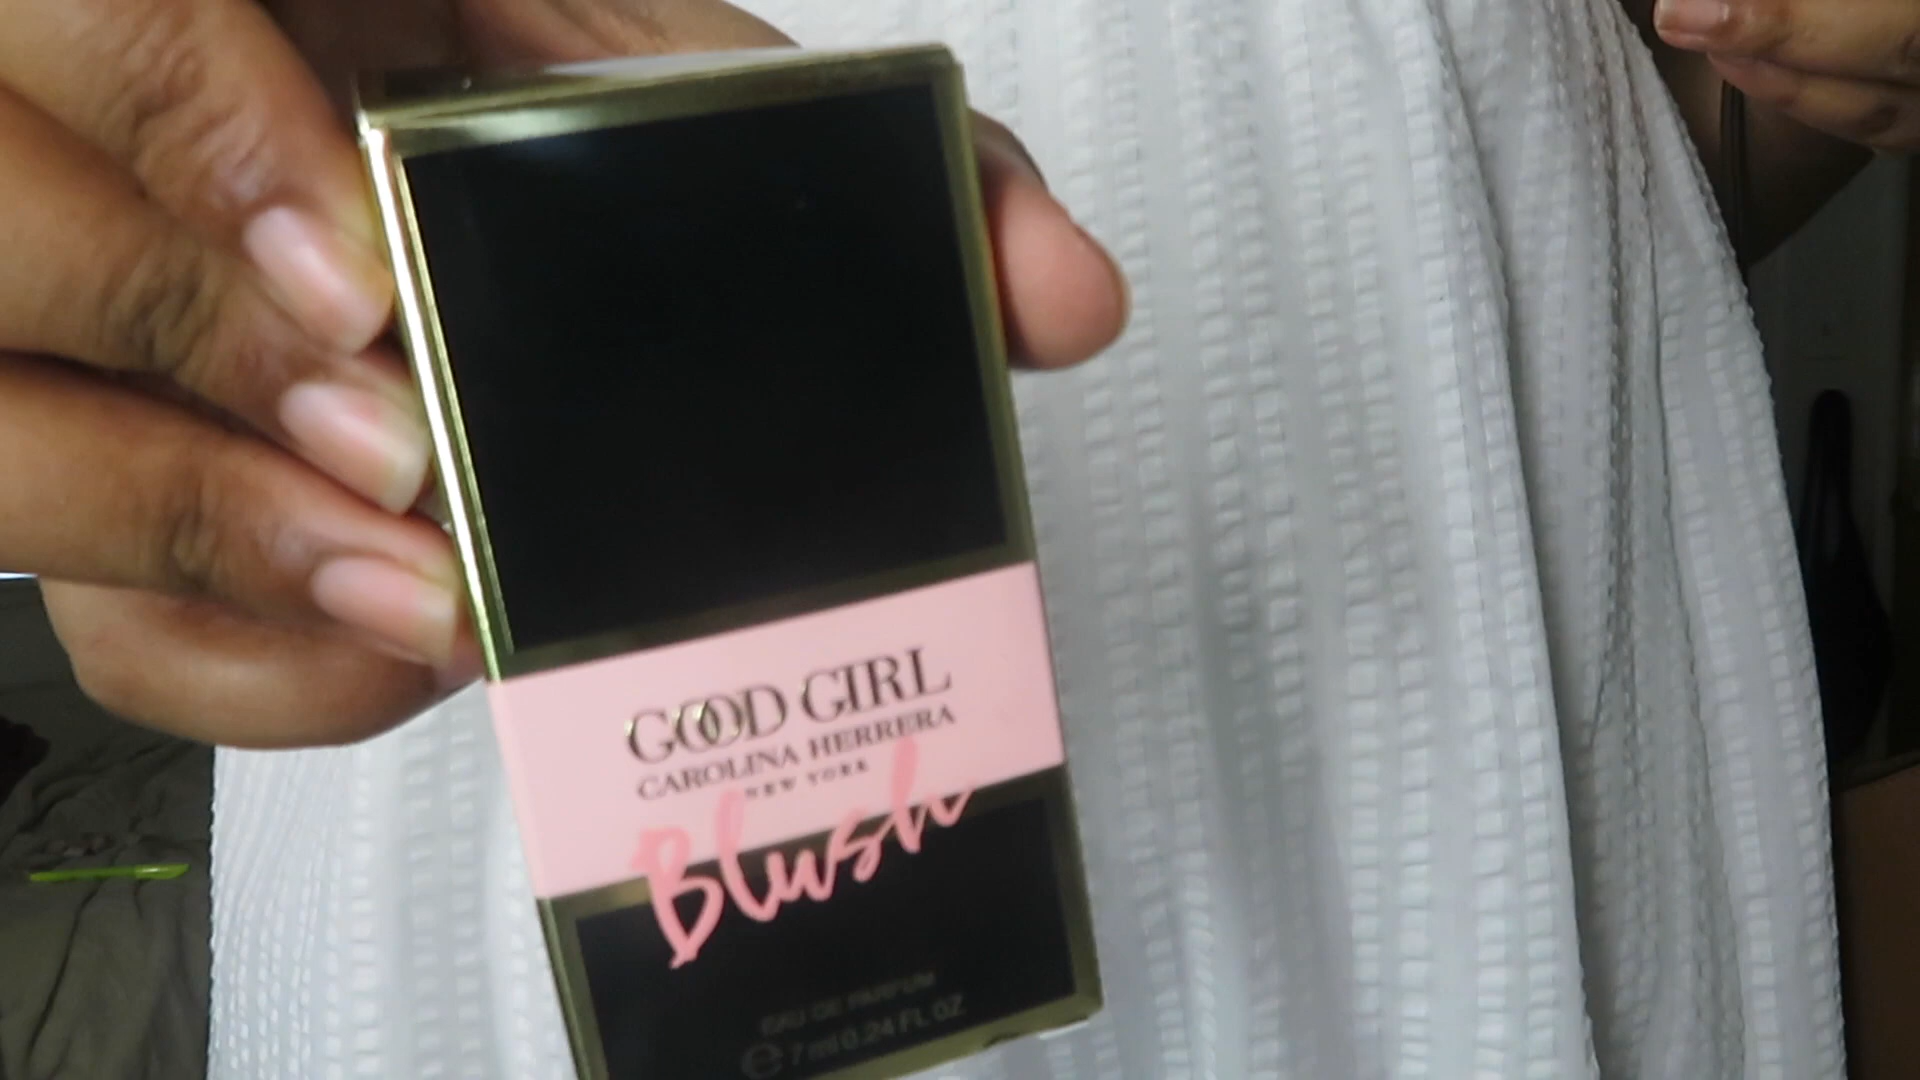 GOOD GIRL
CAROLINA HERRERA
NEW YORK
Blush
EAU DE PARFUM
e 7 ml 0.24 FL OZ